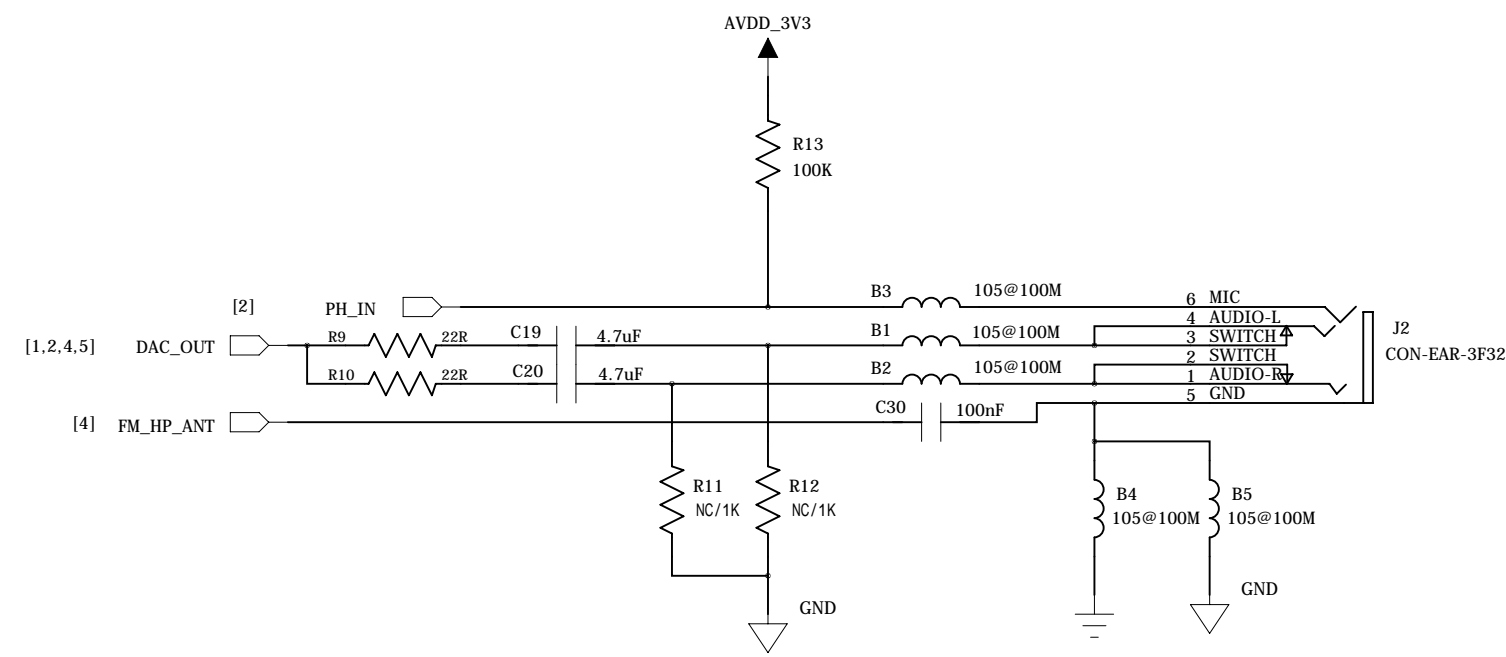 AVDD_3V3
R13
100K
[2] PH_IN B3 105@100M 6 MIC
4 AUDIO-L
[1,2,4,5] DAC_OUT R9 22R C19 4.7uF B1 105@100M 3 SWITCH
J2
CON-EAR-3F32
2 SWITCH
R10 22R C20 4.7uF B2 105@100M 1 AUDIO-R
5 GND
[4] FM_HP_ANT C30 100nF
R11 R12
NC/1K NC/1K
B4 B5
105@100M 105@100M
GND
GND